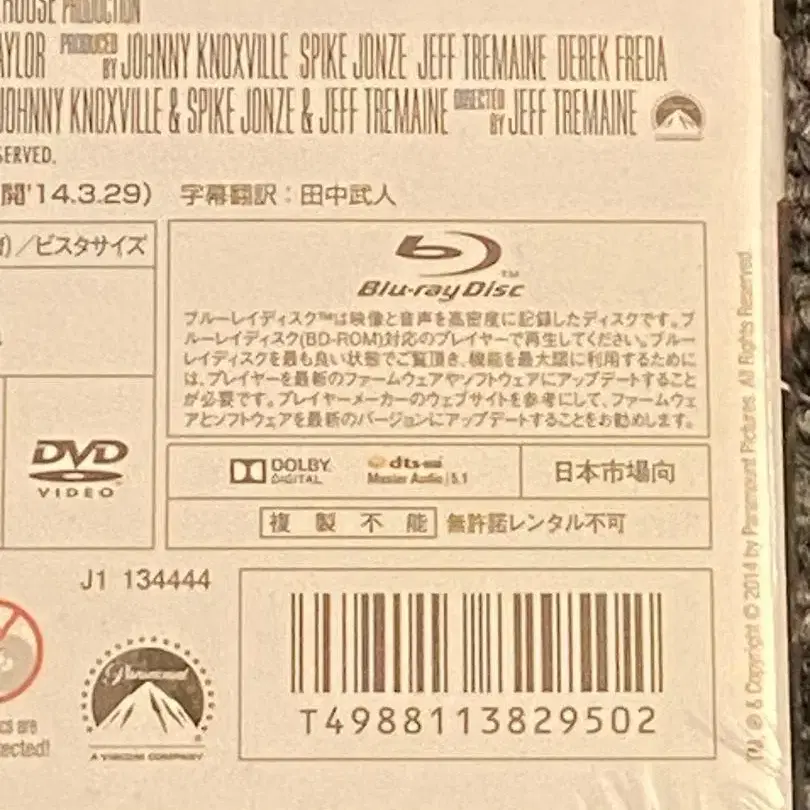 EHOUSE PRODUCTION
AYLOR PRODUCED BY JOHNNY KNOXVILLE SPIKE JONZE JEFF TREMAINE DEREK FREDA
JOHNNY KNOXVILLE & SPIKE JONZE & JEFF TREMAINE DIRECTED BY JEFF TREMAINE
SERVED.
開'14.3.29) 字幕翻訳:田中武人
)/ビスタサイズ
Blu-ray Disc™
ブルーレイディスク™は映像と音声を高密度に記録したディスクです。ブ
ルーレイディスク(BD-ROM)対応のプレイヤーで再生してください。ブルー
レイディスクを最も良い状態でご覧頂き、機能を最大限に利用するために
は、プレイヤーを最新のファームウェアやソフトウェアにアップデートすること
が必要です。プレイヤーメーカーのウェブサイトを参考にして、ファームウェ
アとソフトウェアを最新のバージョンにアップデートすることをお勧めします。
DVD
VIDEO
DOLBY
DIGITAL
dts-HD
Master Audio | 5.1
日本市場向
複製不能 無許諾レンタル不可
J1 134444
Paramount
A VIACOM COMPANY
cs are
tected!
T4988113829502
TM, ® & Copyright © 2014 by Paramount Pictures. All Rights Reserved.